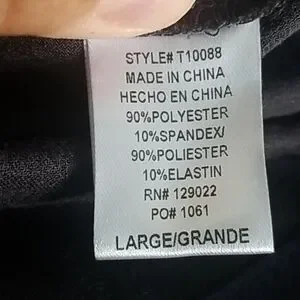 STYLE# T10088
MADE IN CHINA
HECHO EN CHINA
90%POLYESTER
10%SPANDEX/
90%POLIESTER
10%ELASTIN
RN# 129022
PO# 1061
LARGE/GRANDE